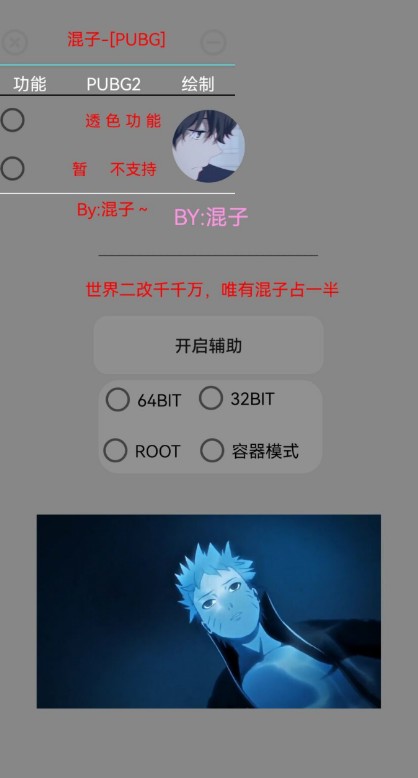 混子-[PUBG]
功能 PUBG2 绘制
透 色 功 能
暂 不支持
By:混子~
BY:混子
世界二改千千万，唯有混子占一半
开启辅助
64BIT 32BIT
ROOT 容器模式